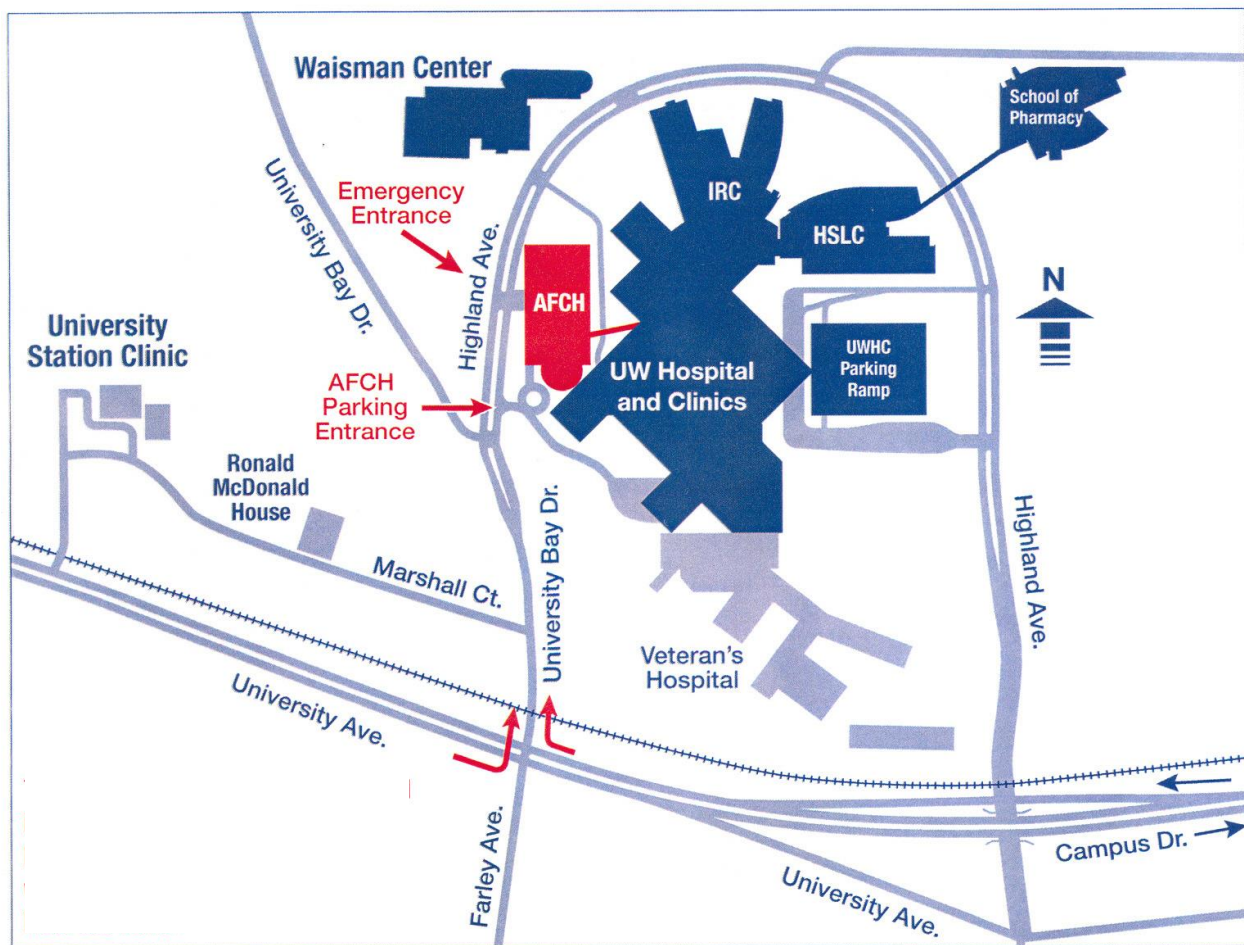 Waisman Center
School of
Pharmacy
University Bay Dr.
Emergency
Entrance
IRC
HSLC
Highland Ave.
AFCH
N
University
Station Clinic
UW Hospital
and Clinics
UWHC
Parking
Ramp
AFCH
Parking
Entrance
Ronald
McDonald
House
Marshall Ct.
University Bay Dr.
Highland Ave.
Veteran's
Hospital
University Ave.
Farley Ave.
University Ave.
Campus Dr.